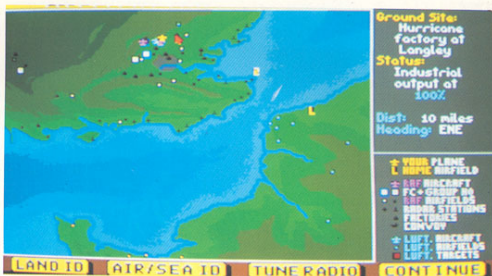 Ground Site:
Hurricane
factory at
Langley
Status:
Industrial
output at
100%
Dist: 10 miles
Heading: ENE
YOUR PLANE
L HOME AIRFIELD
RAF AIRCRAFT
FC+GROUP HQ
RAF AIRFIELDS
RADAR STATIONS
FACTORIES
CONVOY
LUFT. AIRCRAFT
LUFT. AIRFIELDS
LUFT. TARGETS
L
LAND ID
AIR/SEA ID
TUNE RADIO
CONTINUE